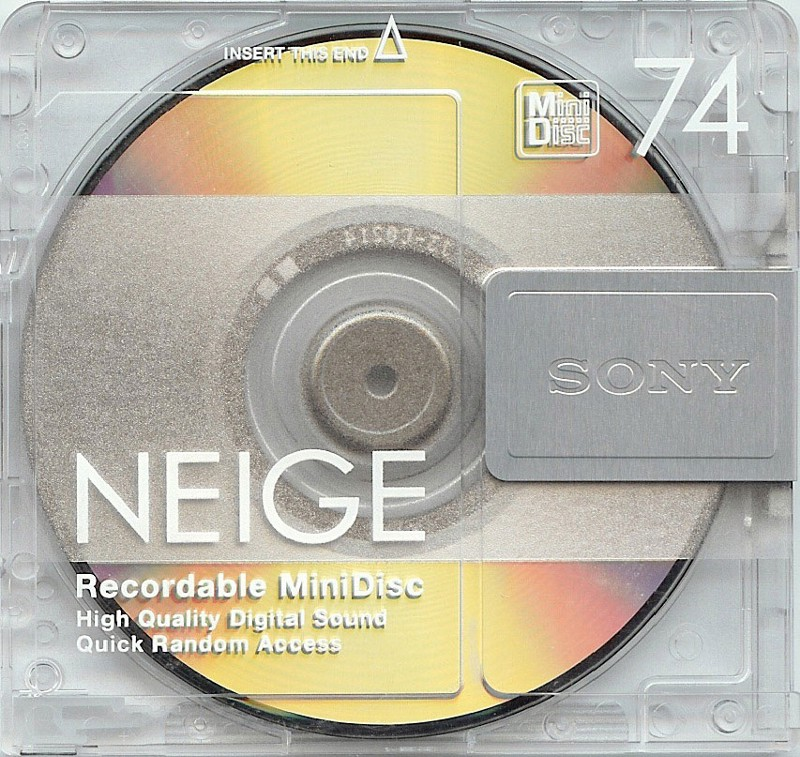 INSERT THIS END
74
Mini
Disc
SONY
NEIGE
Recordable MiniDisc
High Quality Digital Sound
Quick Random Access